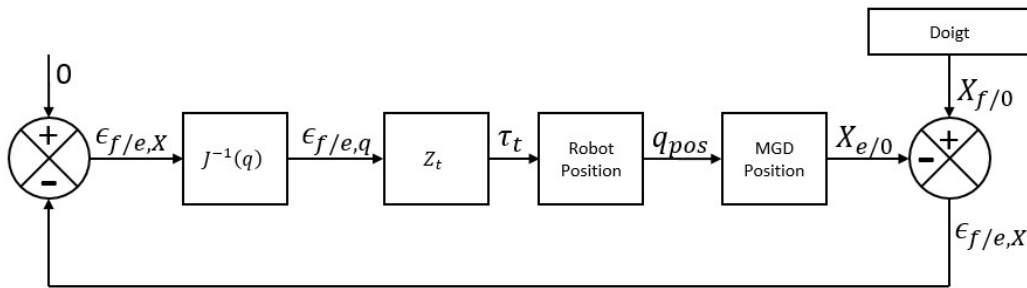 Doigt
0
X_{f/0}
+
-
ϵ_{f/e,X}
J^{-1}(q)
ϵ_{f/e,q}
Z_t
τ_t
Robot
Position
q_{pos}
MGD
Position
X_{e/0}
-
+
ϵ_{f/e,X}